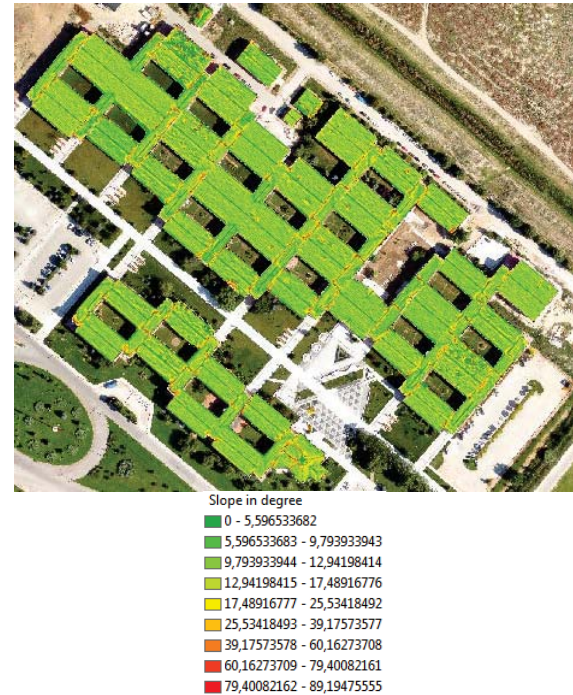 Slope in degree
0 - 5,596533682
5,596533683 - 9,793933943
9,793933944 - 12,94198414
12,94198415 - 17,48916776
17,48916777 - 25,53418492
25,53418493 - 39,17573577
39,17573578 - 60,16273708
60,16273709 - 79,40082161
79,40082162 - 89,19475555